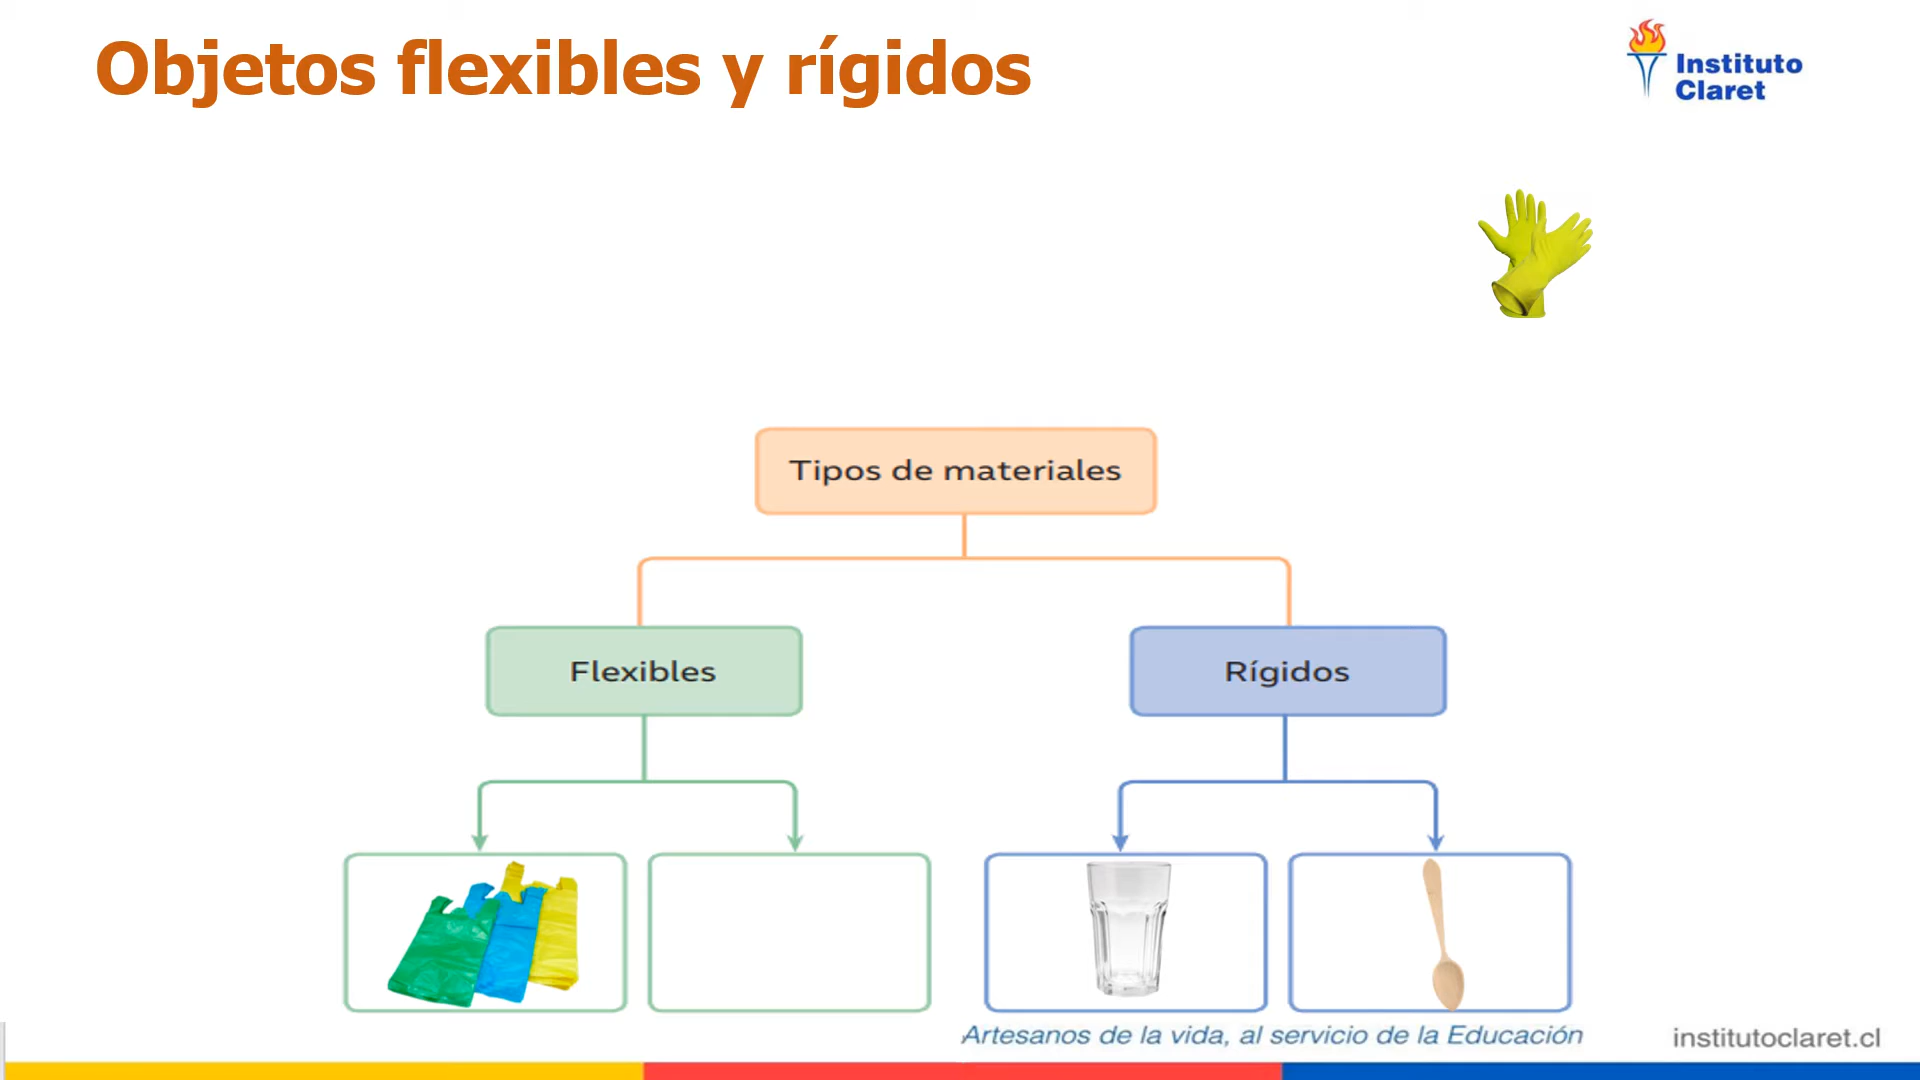 Objetos flexibles y rígidos
Instituto
Claret
Tipos de materiales
Flexibles
Rígidos
Artesanos de la vida, al servicio de la Educación
institutoclaret.cl